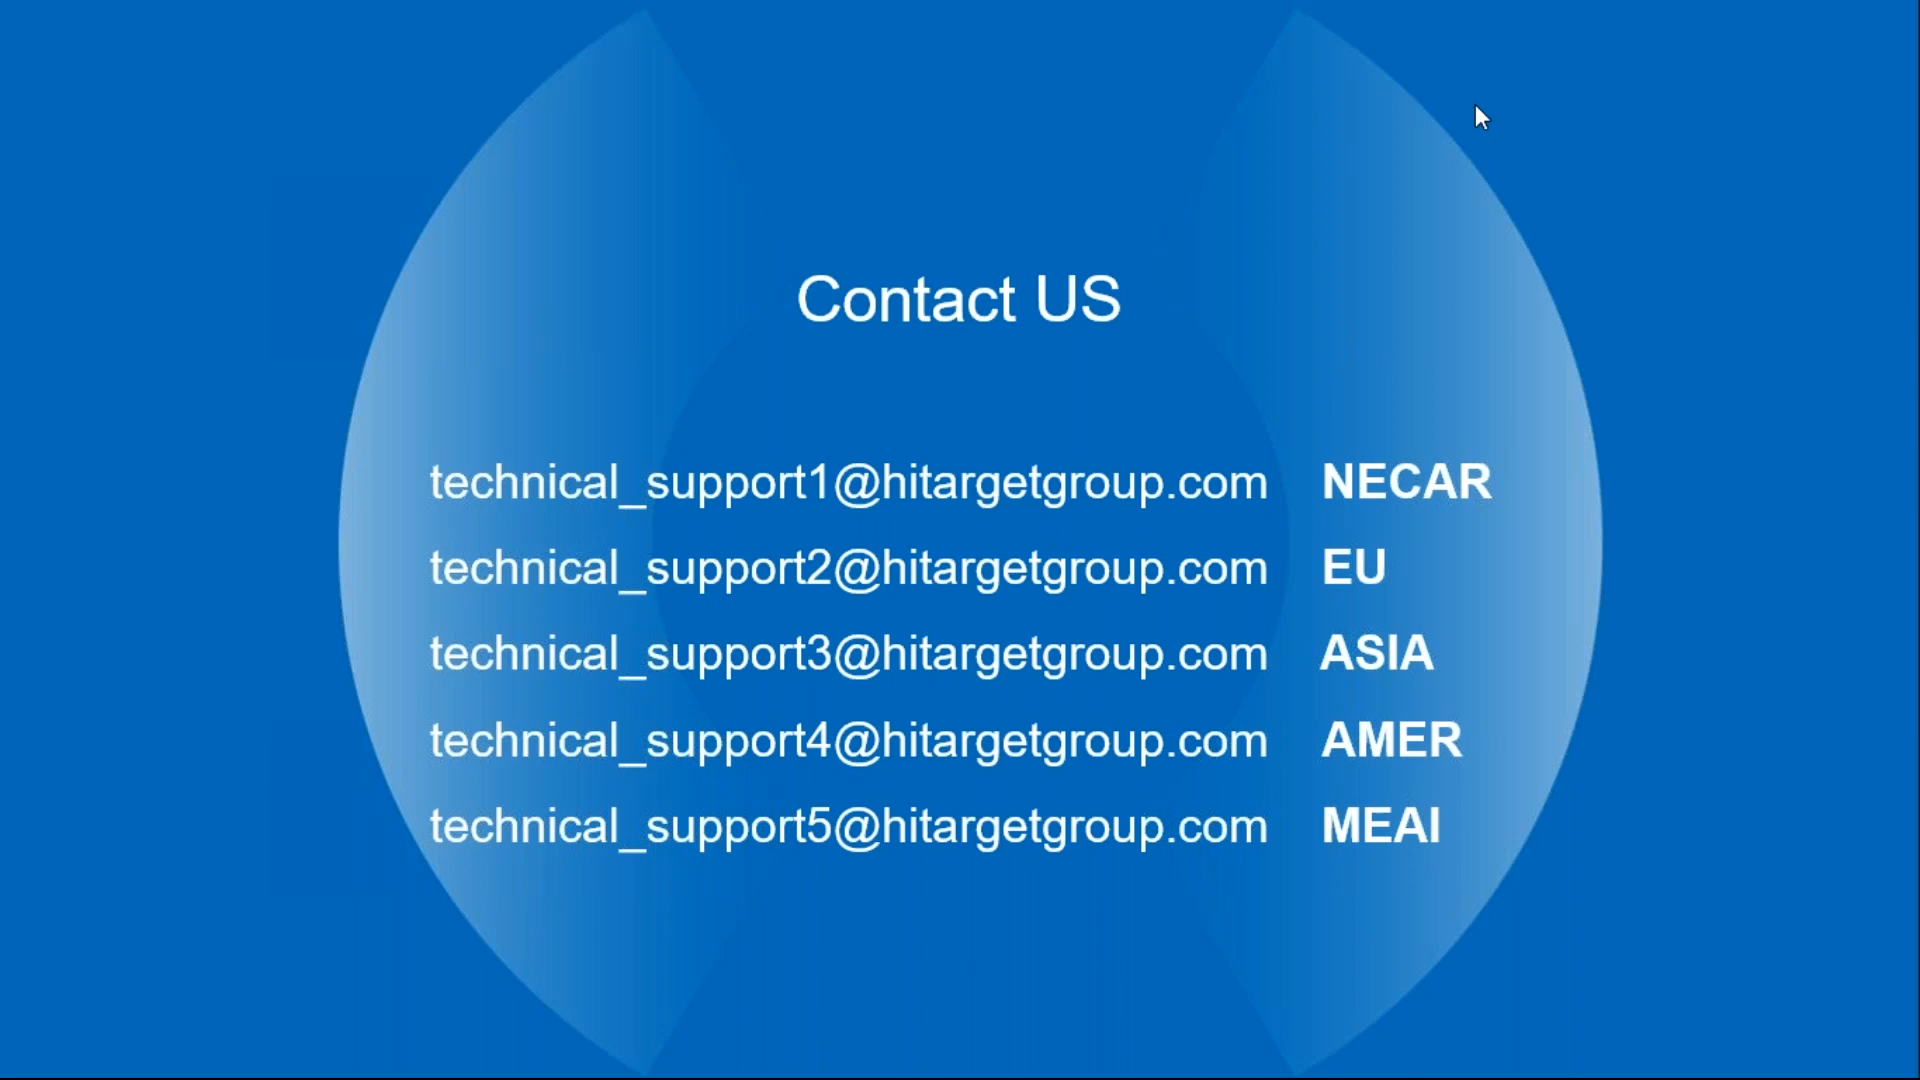 Contact US
technical_support1@hitargetgroup.com NECAR
technical_support2@hitargetgroup.com EU
technical_support3@hitargetgroup.com ASIA
technical_support4@hitargetgroup.com AMER
technical_support5@hitargetgroup.com MEAI